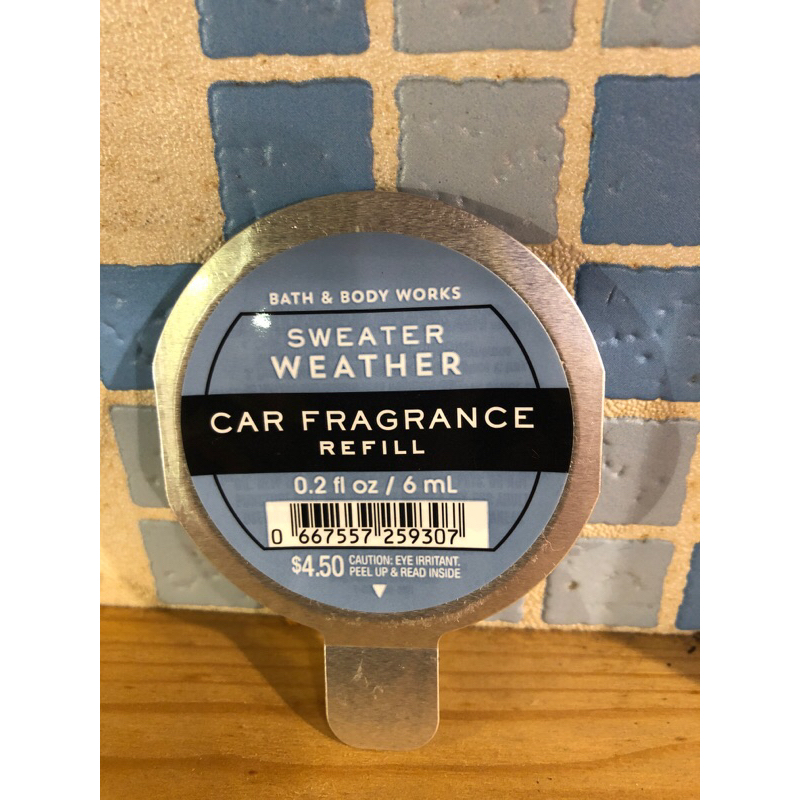 BATH & BODY WORKS
SWEATER
WEATHER
CAR FRAGRANCE
REFILL
0.2 fl oz / 6 mL
0 667557 259307
$4.50 CAUTION: EYE IRRITANT.
PEEL UP & READ INSIDE